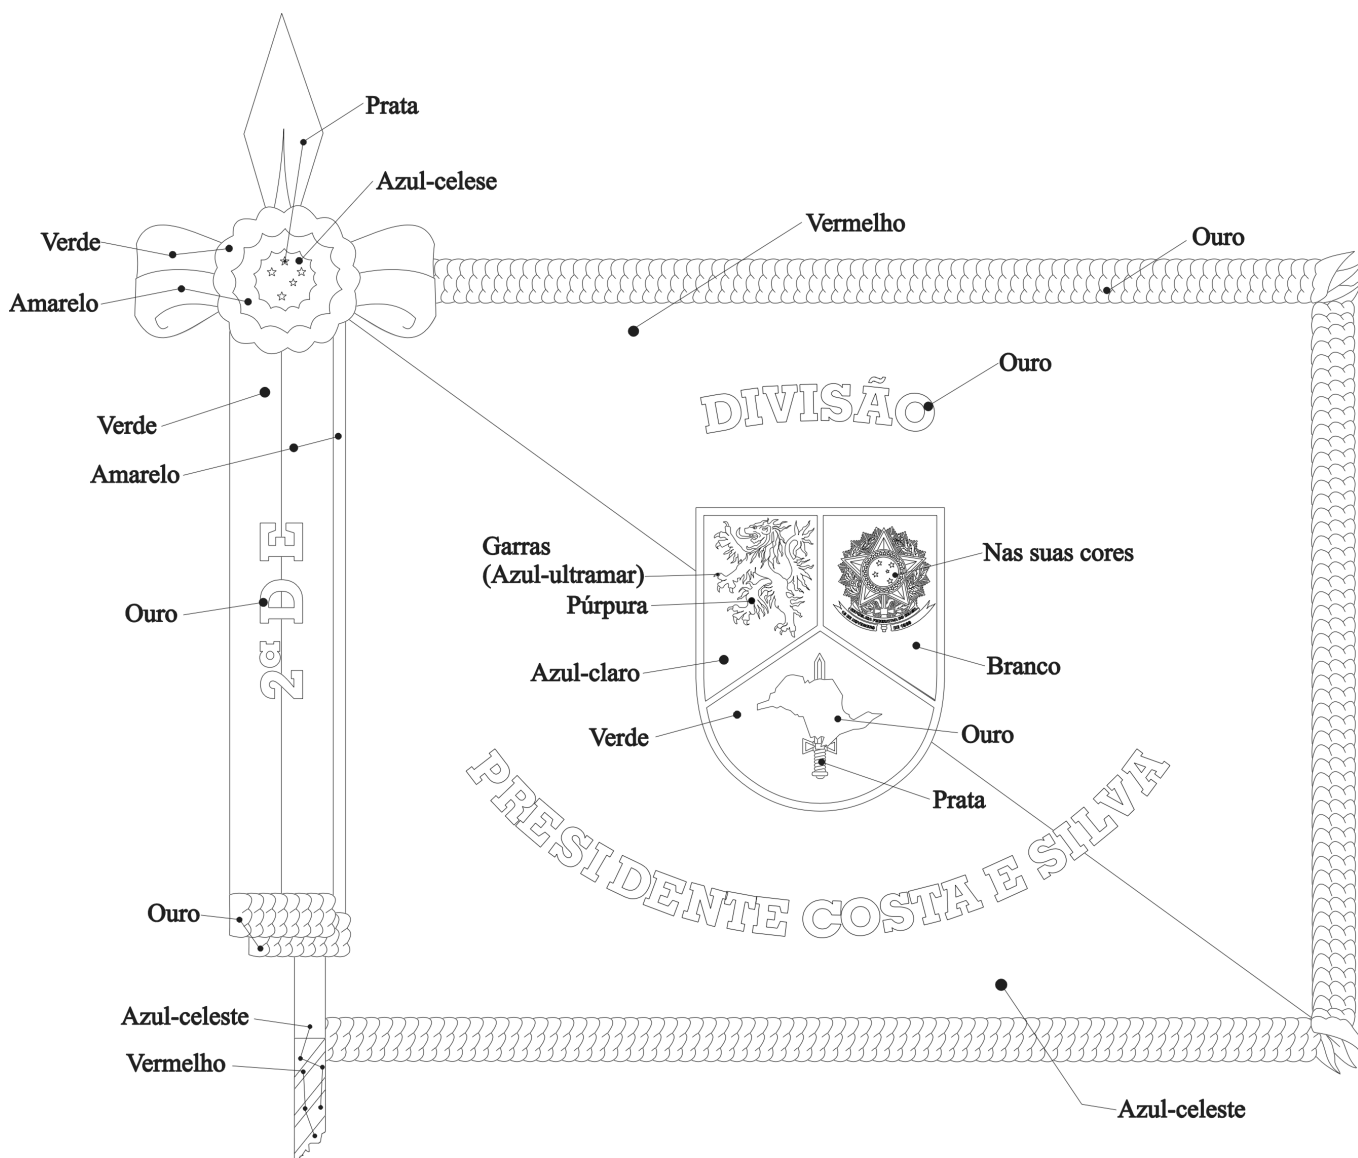 Prata
Azul-celese
Vermelho
Verde
Ouro
Amarelo
Ouro
DIVISÃO
Verde
Amarelo
Garras
(Azul-ultramar)
Nas suas cores
Púrpura
Ouro
2ª D E
Azul-claro
Branco
Verde
Ouro
Prata
PRESIDENTE COSTA E SILVA
Ouro
Azul-celeste
Vermelho
Azul-celeste